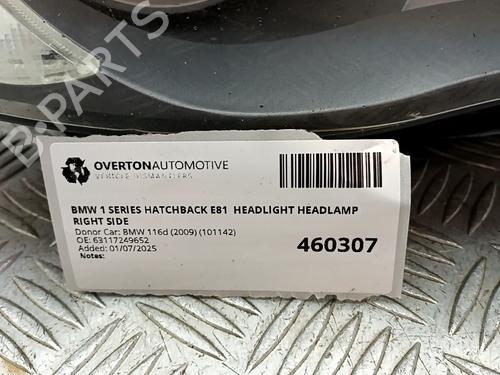 B-PARTS
OVERTONAUTOMOTIVE
VEHICLE DISMANTLERS
BMW 1 SERIES HATCHBACK E81 HEADLIGHT HEADLAMP
RIGHT SIDE
Donor Car: BMW 116d (2009) (101142)
OE: 63117249652
Added: 01/07/2025
Notes:
460307